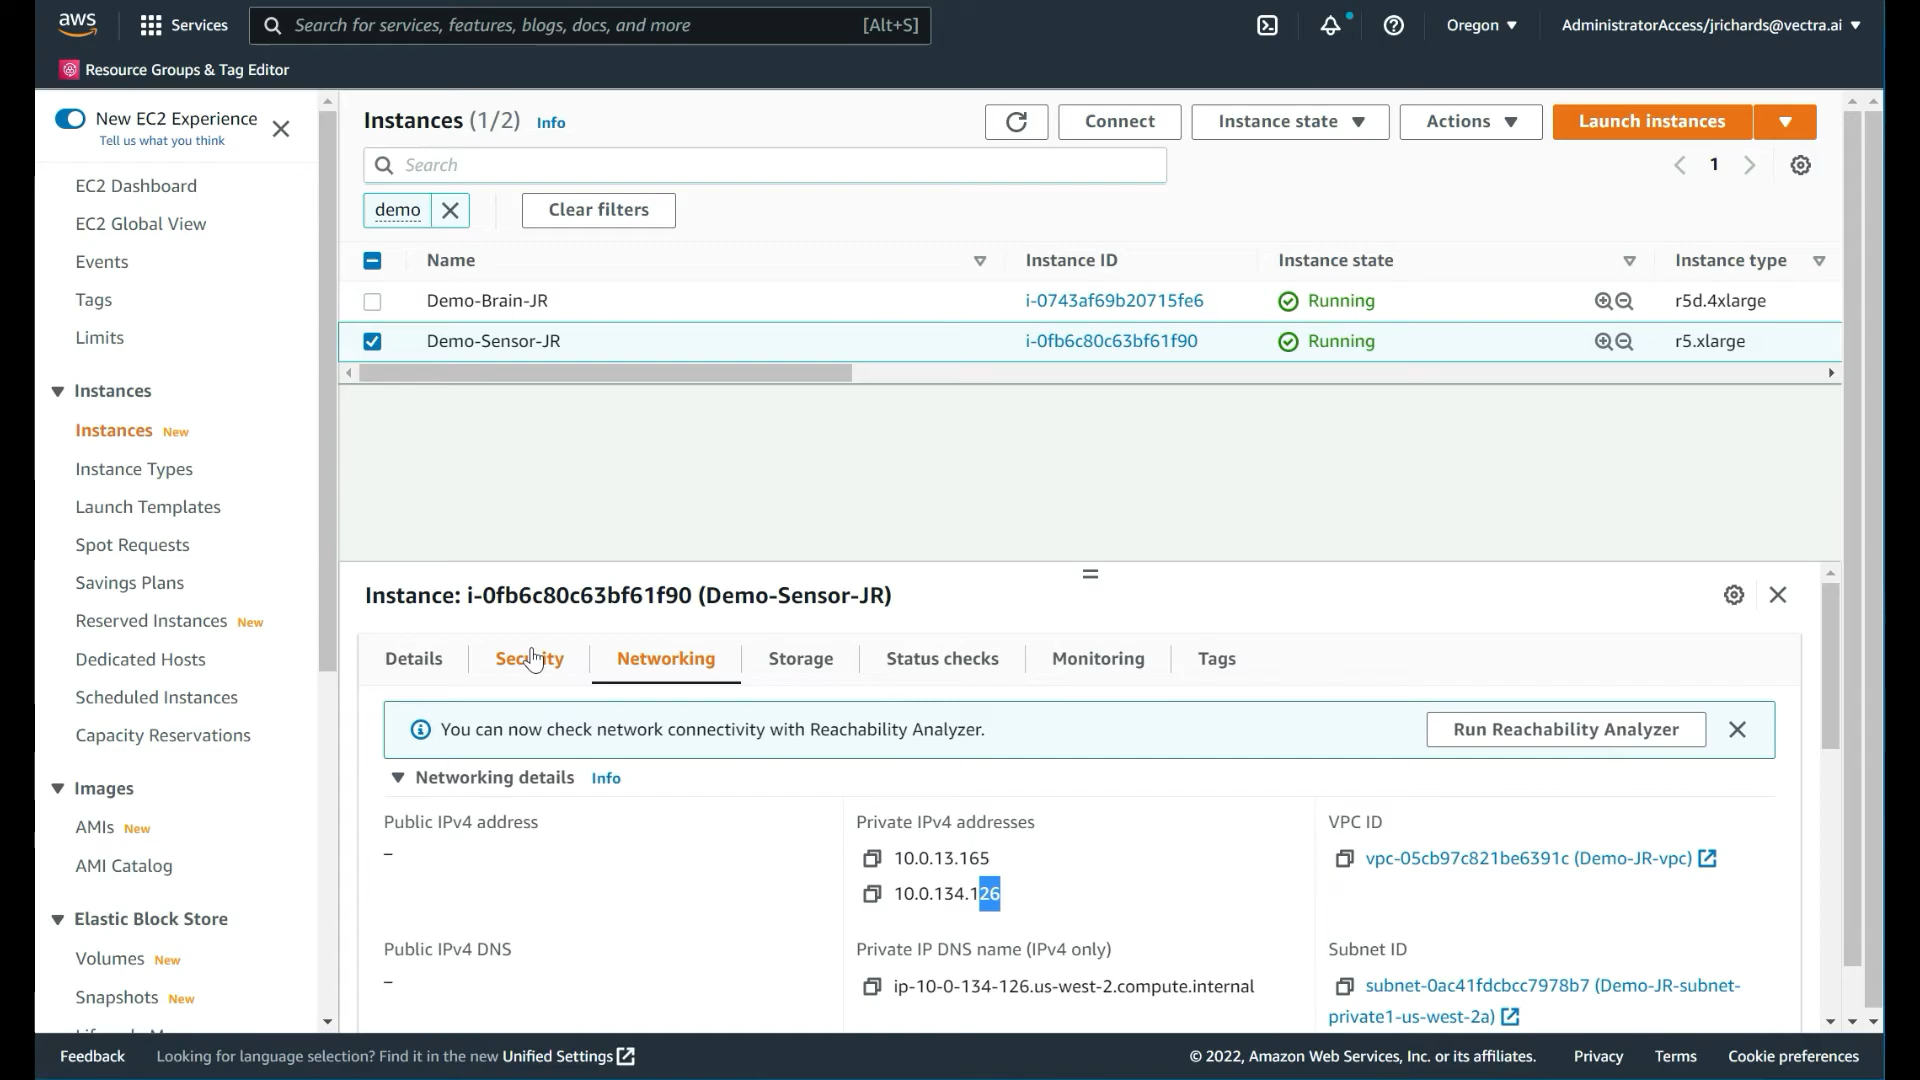 aws
Services
Search for services, features, blogs, docs, and more
[Alt+S]
Oregon
AdministratorAccess/jrichards@vectra.ai
Resource Groups & Tag Editor
New EC2 Experience
Tell us what you think
EC2 Dashboard
EC2 Global View
Events
Tags
Limits
Instances
Instances New
Instance Types
Launch Templates
Spot Requests
Savings Plans
Reserved Instances New
Dedicated Hosts
Scheduled Instances
Capacity Reservations
Images
AMIs New
AMI Catalog
Elastic Block Store
Volumes New
Snapshots New
Instances (1/2) Info
Connect
Instance state
Actions
Launch instances
Search
1
demo
Clear filters
Name Instance ID Instance state Instance type
Demo-Brain-JR i-0743af69b20715fe6 Running r5d.4xlarge
Demo-Sensor-JR i-0fb6c80c63bf61f90 Running r5.xlarge
Instance: i-0fb6c80c63bf61f90 (Demo-Sensor-JR)
Details Security Networking Storage Status checks Monitoring Tags
You can now check network connectivity with Reachability Analyzer.
Run Reachability Analyzer
Networking details Info
Public IPv4 address
–
Private IPv4 addresses
10.0.13.165
10.0.134.126
VPC ID
vpc-05cb97c821be6391c (Demo-JR-vpc)
Public IPv4 DNS
–
Private IP DNS name (IPv4 only)
ip-10-0-134-126.us-west-2.compute.internal
Subnet ID
subnet-0ac41fdcbcc7978b7 (Demo-JR-subnet-
private1-us-west-2a)
Feedback
Looking for language selection? Find it in the new Unified Settings
© 2022, Amazon Web Services, Inc. or its affiliates.
Privacy
Terms
Cookie preferences